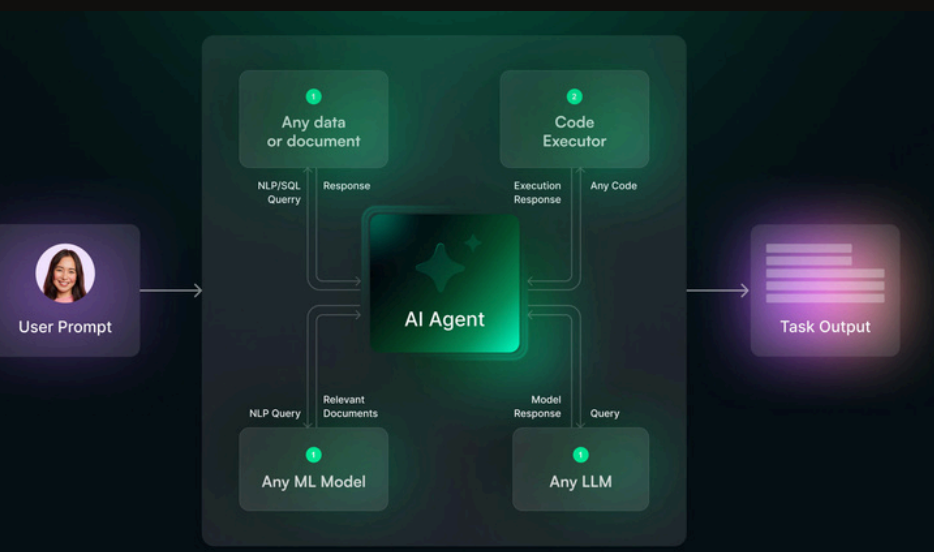 1
Any data
or document
2
Code
Executor
NLP/SQL
Querry
Response
Execution
Response
Any Code
User Prompt
AI Agent
Task Output
NLP Query
Relevant
Documents
Model
Response
Query
1
Any ML Model
1
Any LLM